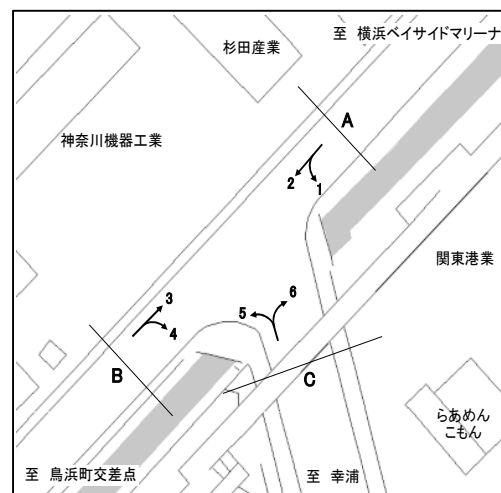 至 横浜ベイサイドマリーナ
杉田産業
A
神奈川機器工業
2
1
関東港業
3
6
5
4
B
C
らあめん
こもん
至 鳥浜町交差点
至 幸浦